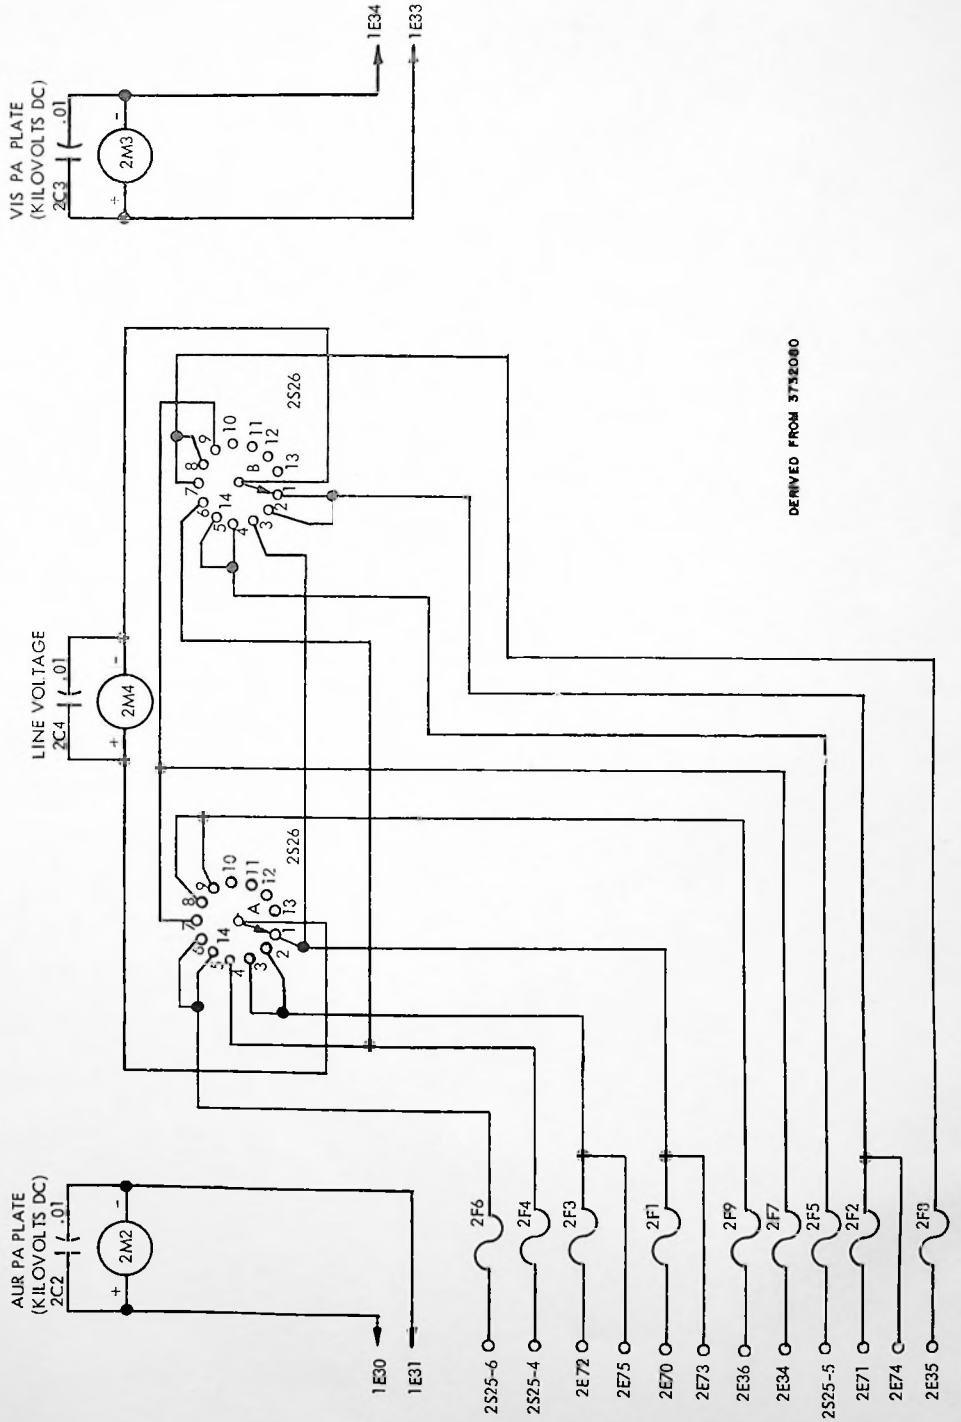 AUR PA PLATE
(KILOVOLTS DC)
2C2 .01
+ 2M2 -
1E30
1E31
LINE VOLTAGE
2C4 .01
+ 2M4 -
VIS PA PLATE
(KILOVOLTS DC)
2C3 .01
+ 2M3 -
1E34
1E33
2S26
A
1
2
3
4
5
6
7
8
9
10
11
12
13
14
2S26
B
1
2
3
4
5
6
7
8
9
10
11
12
13
14
2S25-6 2F6
2S25-4 2F4
2E72 2F3
2E75
2E70 2F1
2E73
2E36 2F9
2E34 2F7
2S25-5 2F5
2E71 2F2
2E74
2E35 2F8
DERIVED FROM 3732080